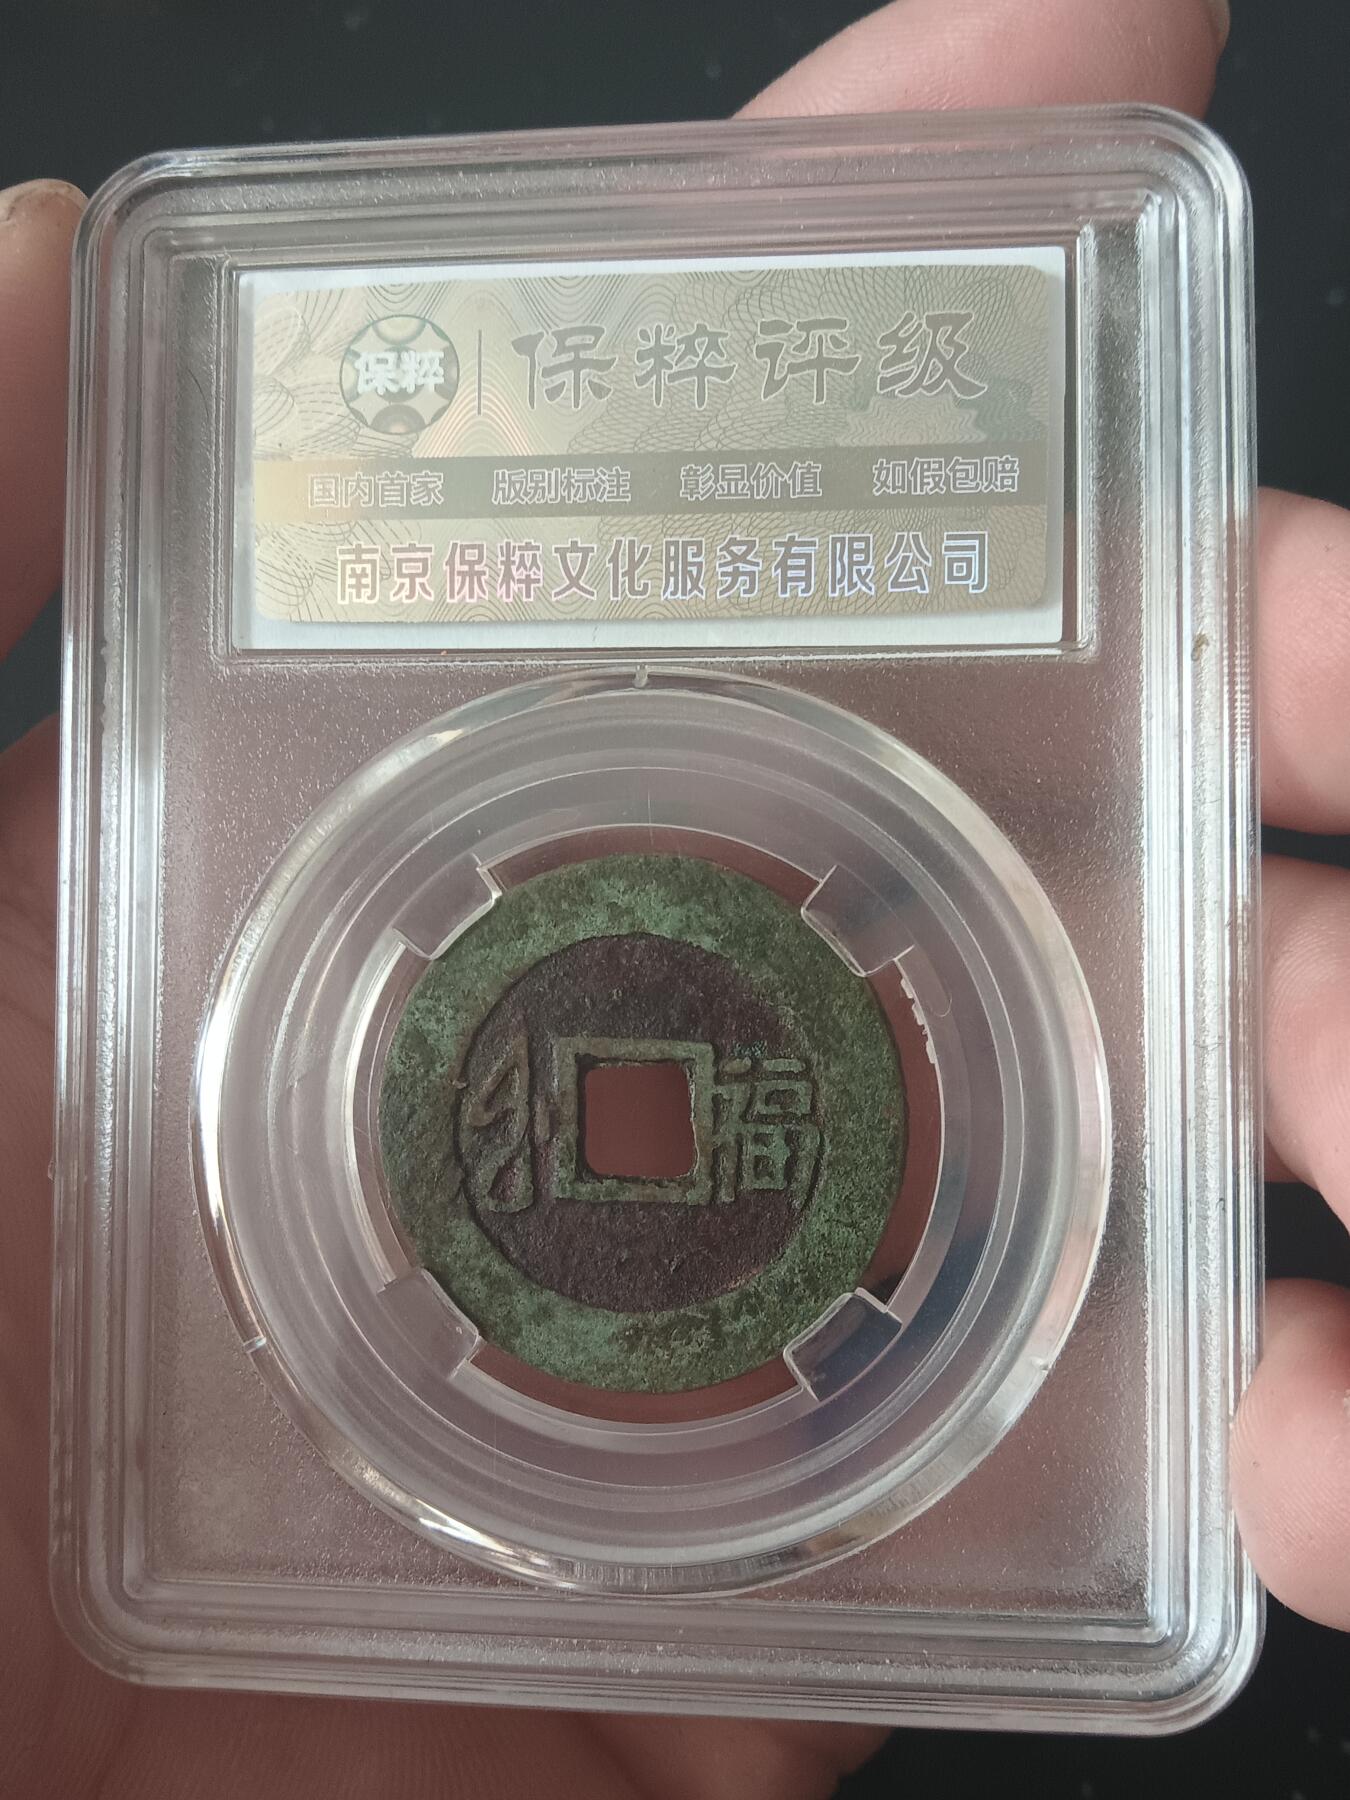 保粹 保粹评级
国内首家 版别标注 彰显价值 如假包赔
南京保粹文化服务有限公司
福